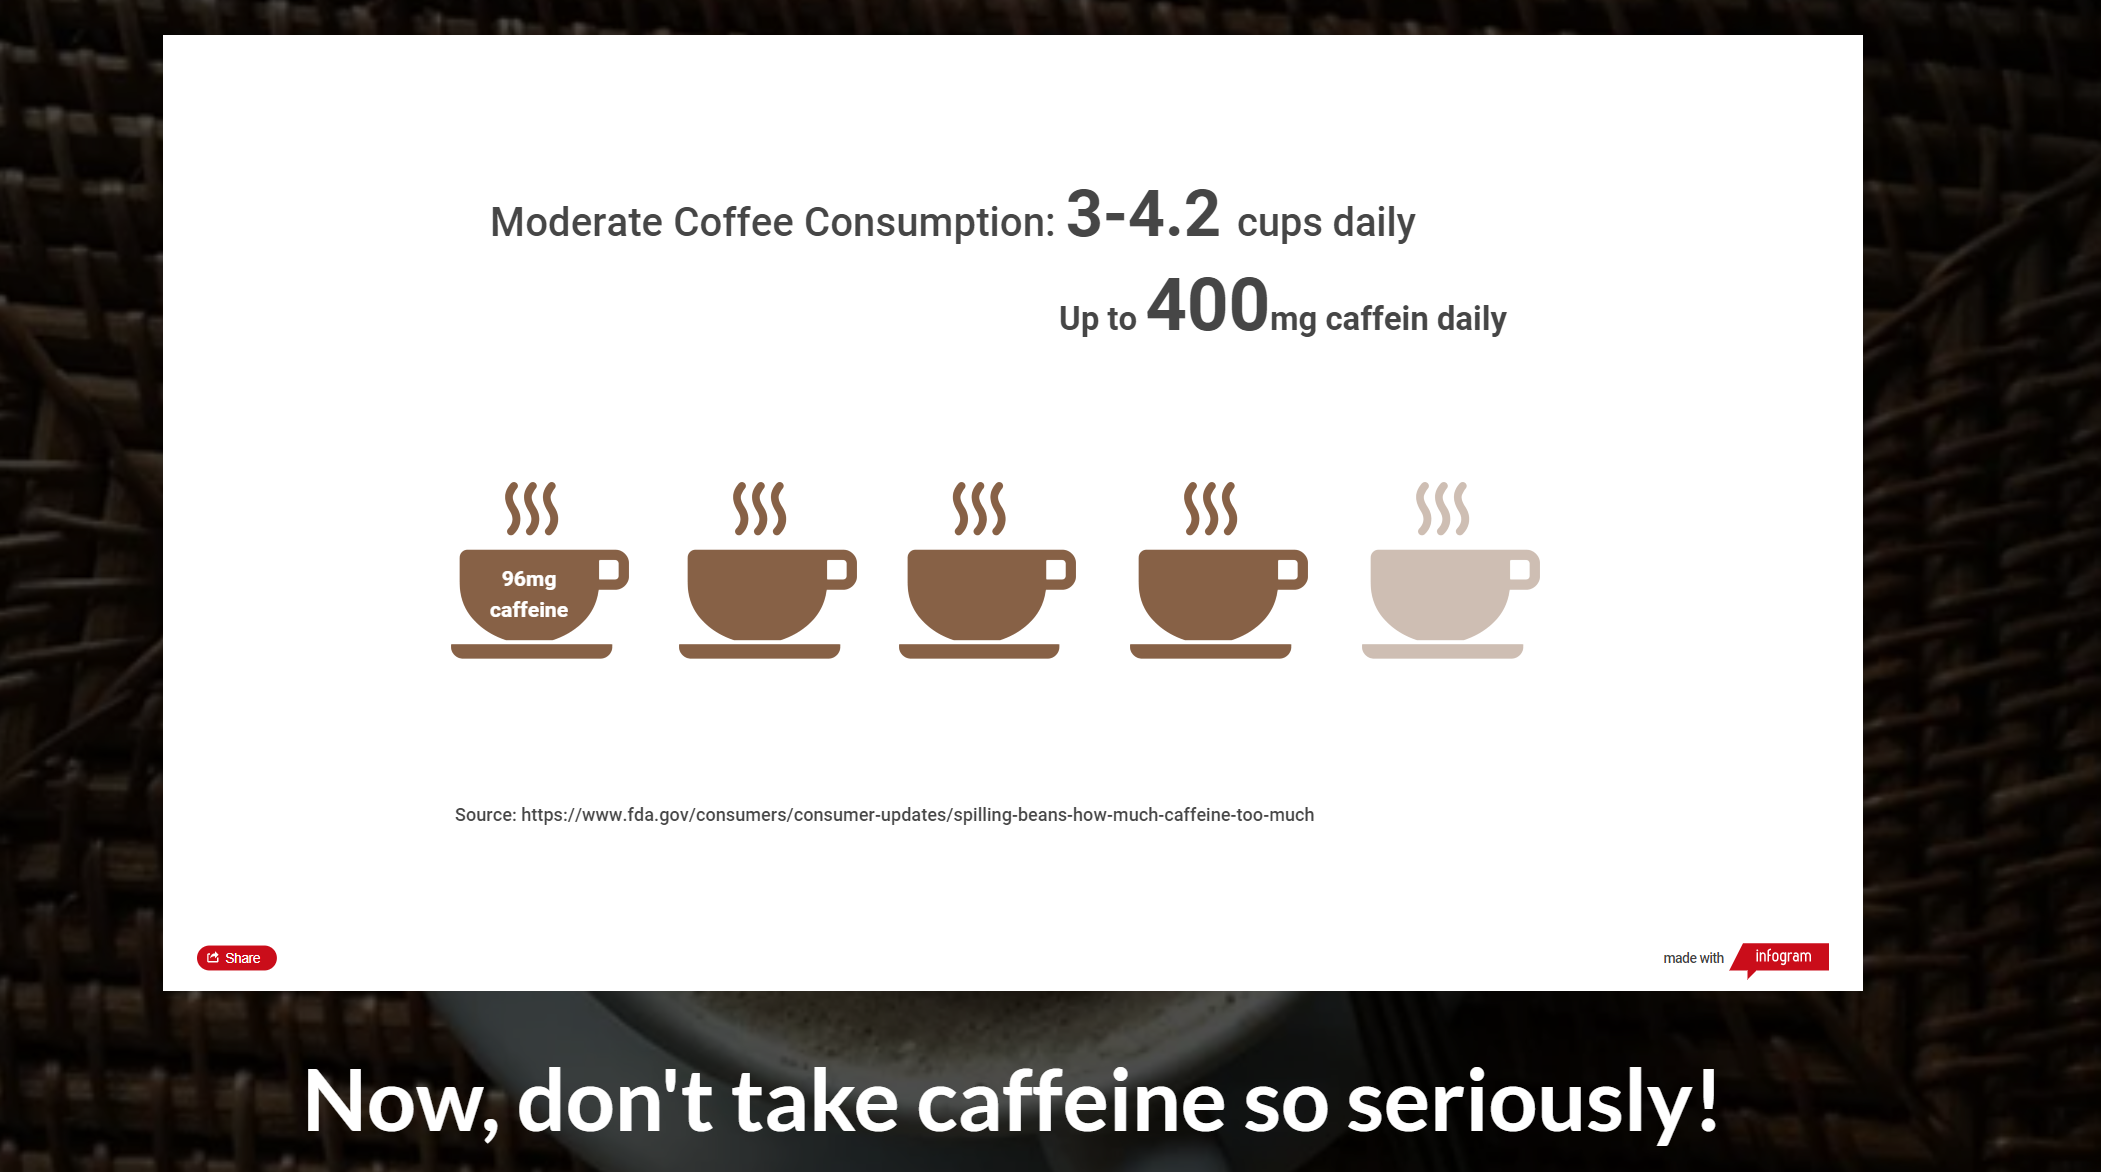 Moderate Coffee Consumption: 3-4.2 cups daily
Up to 400mg caffein daily
96mg
caffeine
Source: https://www.fda.gov/consumers/consumer-updates/spilling-beans-how-much-caffeine-too-much
Share
made with infogram
Now, don't take caffeine so seriously!